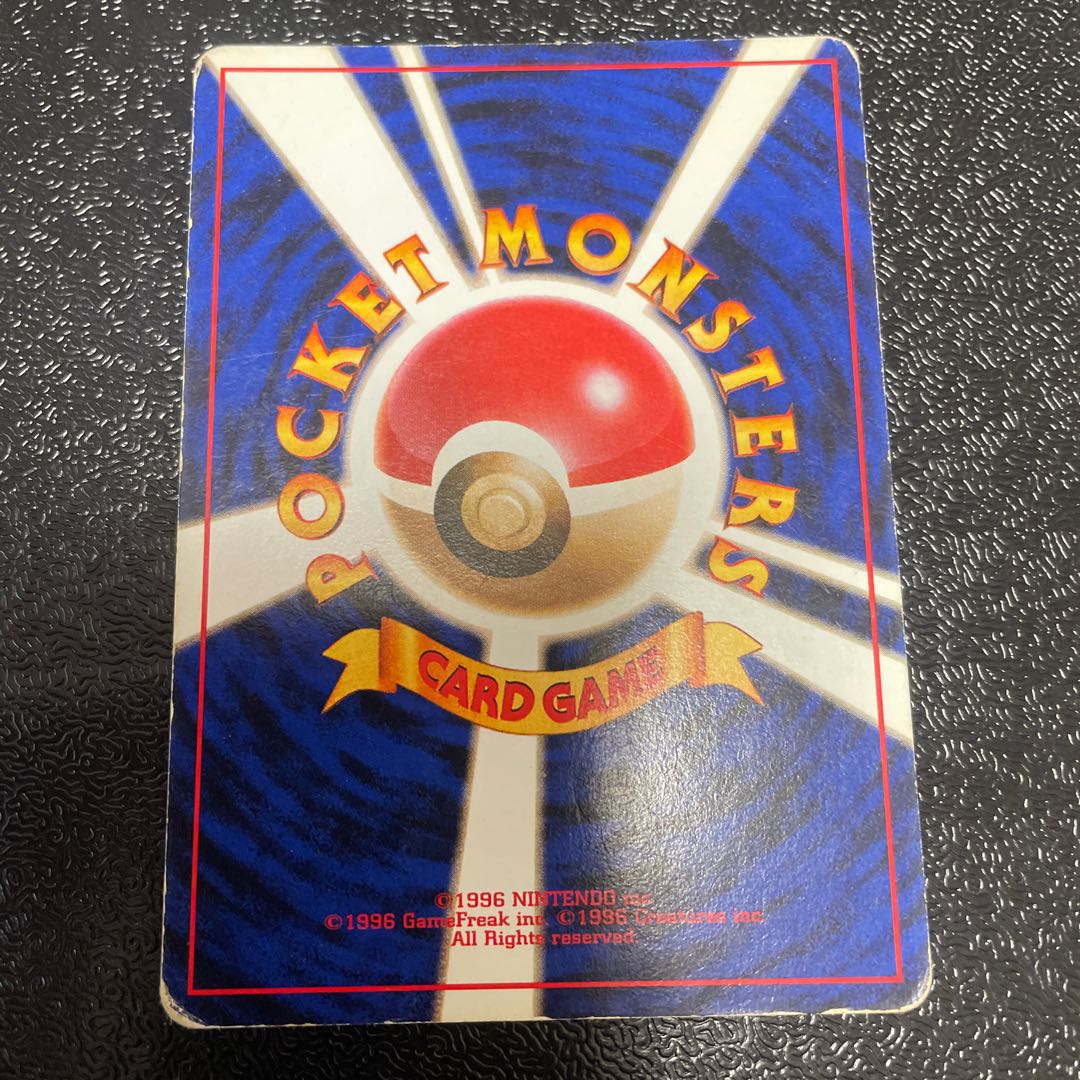 POCKET MONSTERS
CARD GAME
©1996 NINTENDO inc.
©1996 GameFreak inc. ©1996 Creatures inc.
All Rights reserved.